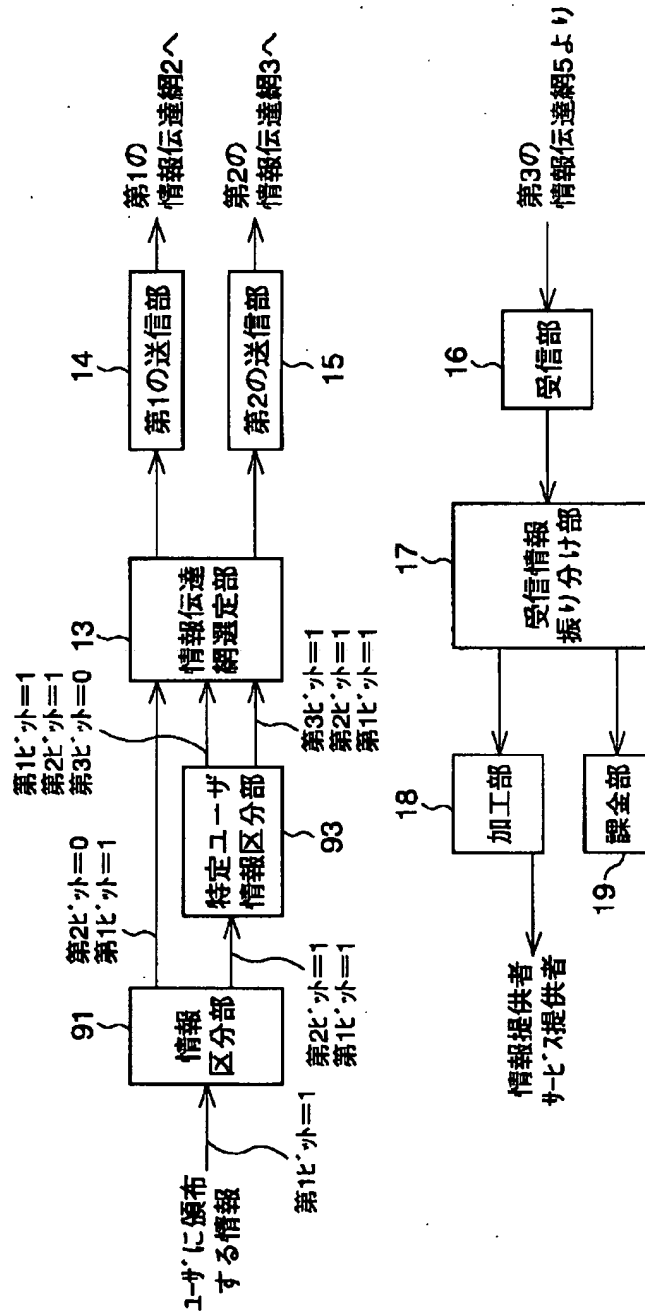 ユーザに頒布
する情報
第1ビット=1
91
情報
区分部
第2ビット=0
第1ビット=1
第2ビット=1
第1ビット=1
特定ユーザ
情報区分部
93
第1ビット=1
第2ビット=1
第3ビット=0
第3ビット=1
第2ビット=1
第1ビット=1
13
情報伝達
網選定部
14
第1の送信部
第1の
情報伝達網2へ
第2の送信部
15
第2の
情報伝達網3へ
第3の
情報伝達網5より
16
受信部
17
受信情報
振り分け部
18
加工部
19
課金部
情報提供者
サービス提供者